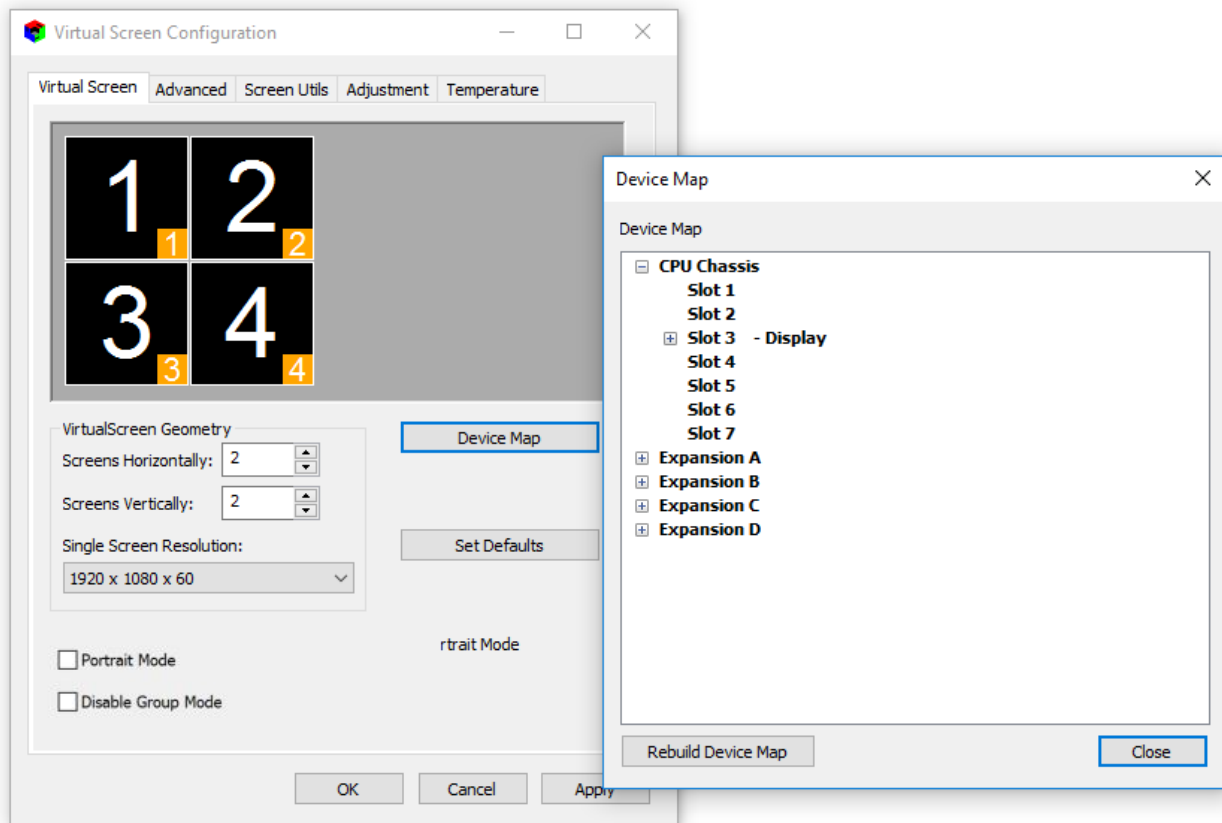 Virtual Screen Configuration
Virtual Screen Advanced Screen Utils Adjustment Temperature
1 1 2 2
3 3 4 4
VirtualScreen Geometry
Screens Horizontally: 2
Screens Vertically: 2
Single Screen Resolution:
1920 x 1080 x 60
Device Map
Set Defaults
rtrait Mode
Portrait Mode
Disable Group Mode
OK Cancel Apply
Device Map
Device Map
CPU Chassis
Slot 1
Slot 2
Slot 3 - Display
Slot 4
Slot 5
Slot 6
Slot 7
Expansion A
Expansion B
Expansion C
Expansion D
Rebuild Device Map Close